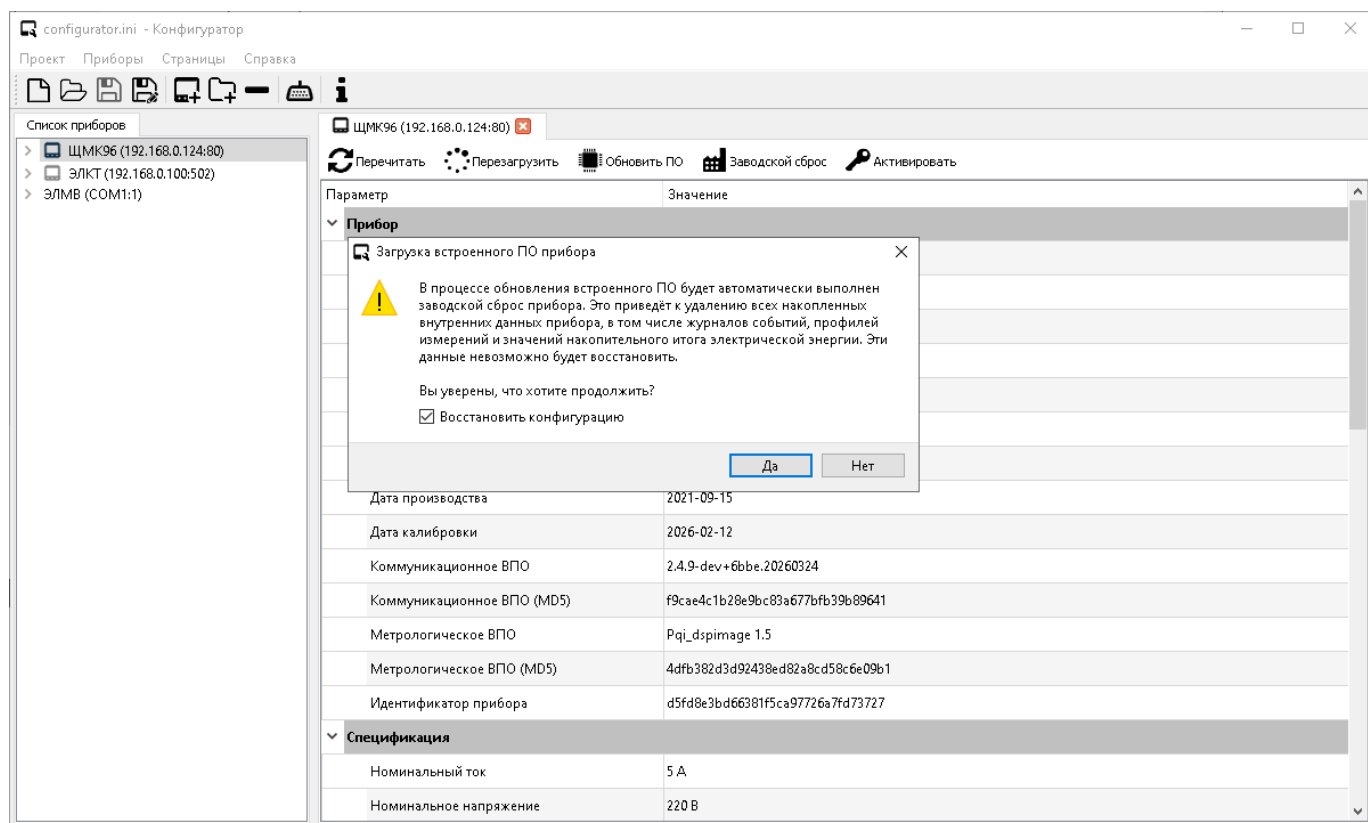 configurator.ini - Конфигуратор
Проект Приборы Страницы Справка
Список приборов
ЩМК96 (192.168.0.124:80)
ЭЛКТ (192.168.0.100:502)
ЭЛМВ (COM1:1)
ЩМК96 (192.168.0.124:80)
Перечитать Перезагрузить Обновить ПО Заводской сброс Активировать
Параметр Значение
Прибор
Загрузка встроенного ПО прибора
В процессе обновления встроенного ПО будет автоматически выполнен
заводской сброс прибора. Это приведёт к удалению всех накопленных
внутренних данных прибора, в том числе журналов событий, профилей
измерений и значений накопительного итога электрической энергии. Эти
данные невозможно будет восстановить.
Вы уверены, что хотите продолжить?
Восстановить конфигурацию
Да Нет
Дата производства 2021-09-15
Дата калибровки 2026-02-12
Коммуникационное ВПО 2.4.9-dev+6bbe.20260324
Коммуникационное ВПО (MD5) f9cae4c1b28e9bc83a677bfb39b89641
Метрологическое ВПО Pqi_dspimage 1.5
Метрологическое ВПО (MD5) 4dfb382d3d92438ed82a8cd58c6e09b1
Идентификатор прибора d5fd8e3bd66381f5ca97726a7fd73727
Спецификация
Номинальный ток 5 А
Номинальное напряжение 220 В